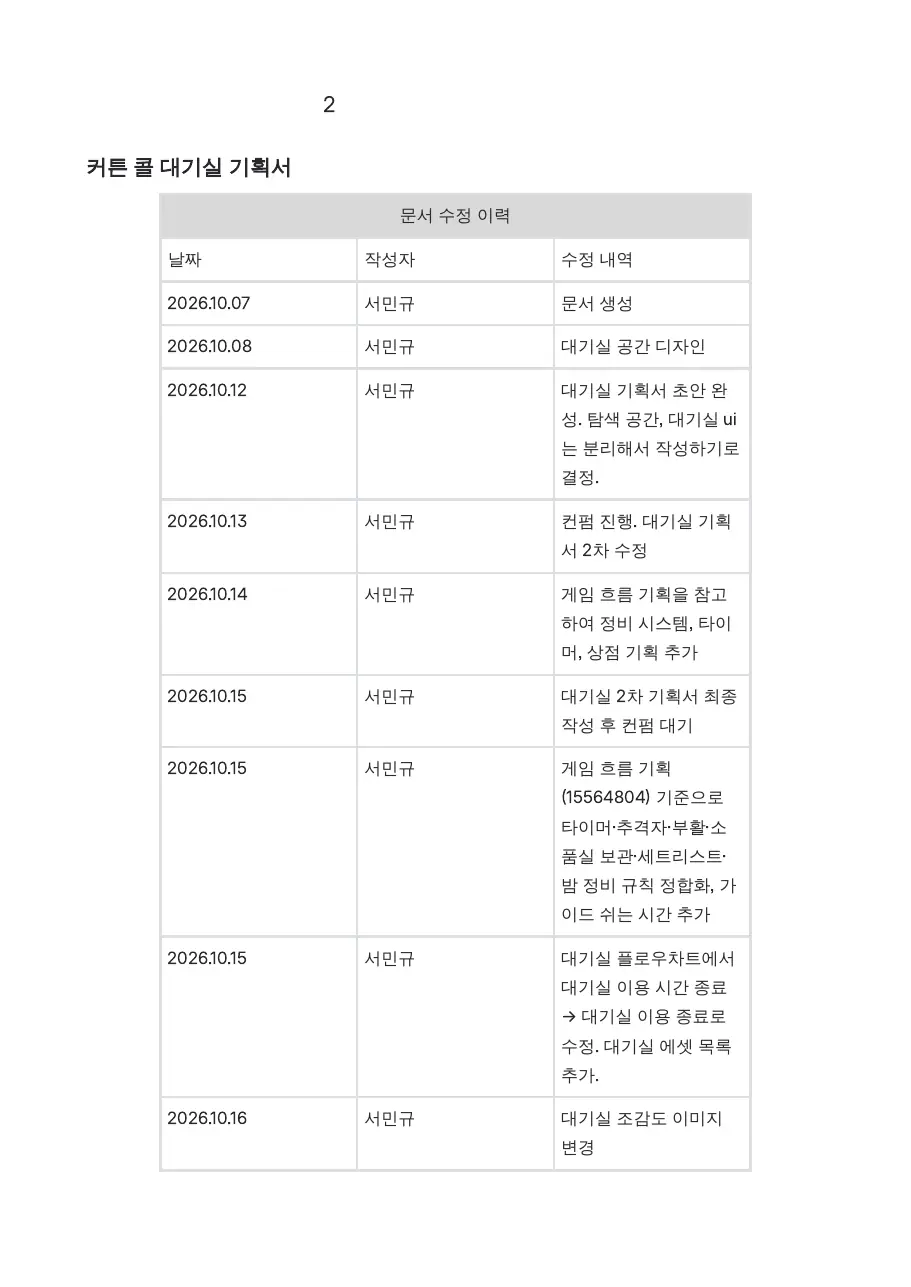 2
커튼 콜 대기실 기획서
문서 수정 이력
날짜 작성자 수정 내역
2026.10.07 서민규 문서 생성
2026.10.08 서민규 대기실 공간 디자인
2026.10.12 서민규 대기실 기획서 초안 완
성. 탐색 공간, 대기실 ui
는 분리해서 작성하기로
결정.
2026.10.13 서민규 컨펌 진행. 대기실 기획
서 2차 수정
2026.10.14 서민규 게임 흐름 기획을 참고
하여 정비 시스템, 타이
머, 상점 기획 추가
2026.10.15 서민규 대기실 2차 기획서 최종
작성 후 컨펌 대기
2026.10.15 서민규 게임 흐름 기획
(15564804) 기준으로
타이머·추격자·부활·소
품실 보관·세트리스트·
밤 정비 규칙 정합화, 가
이드 쉬는 시간 추가
2026.10.15 서민규 대기실 플로우차트에서
대기실 이용 시간 종료
→ 대기실 이용 종료로
수정. 대기실 에셋 목록
추가.
2026.10.16 서민규 대기실 조감도 이미지
변경